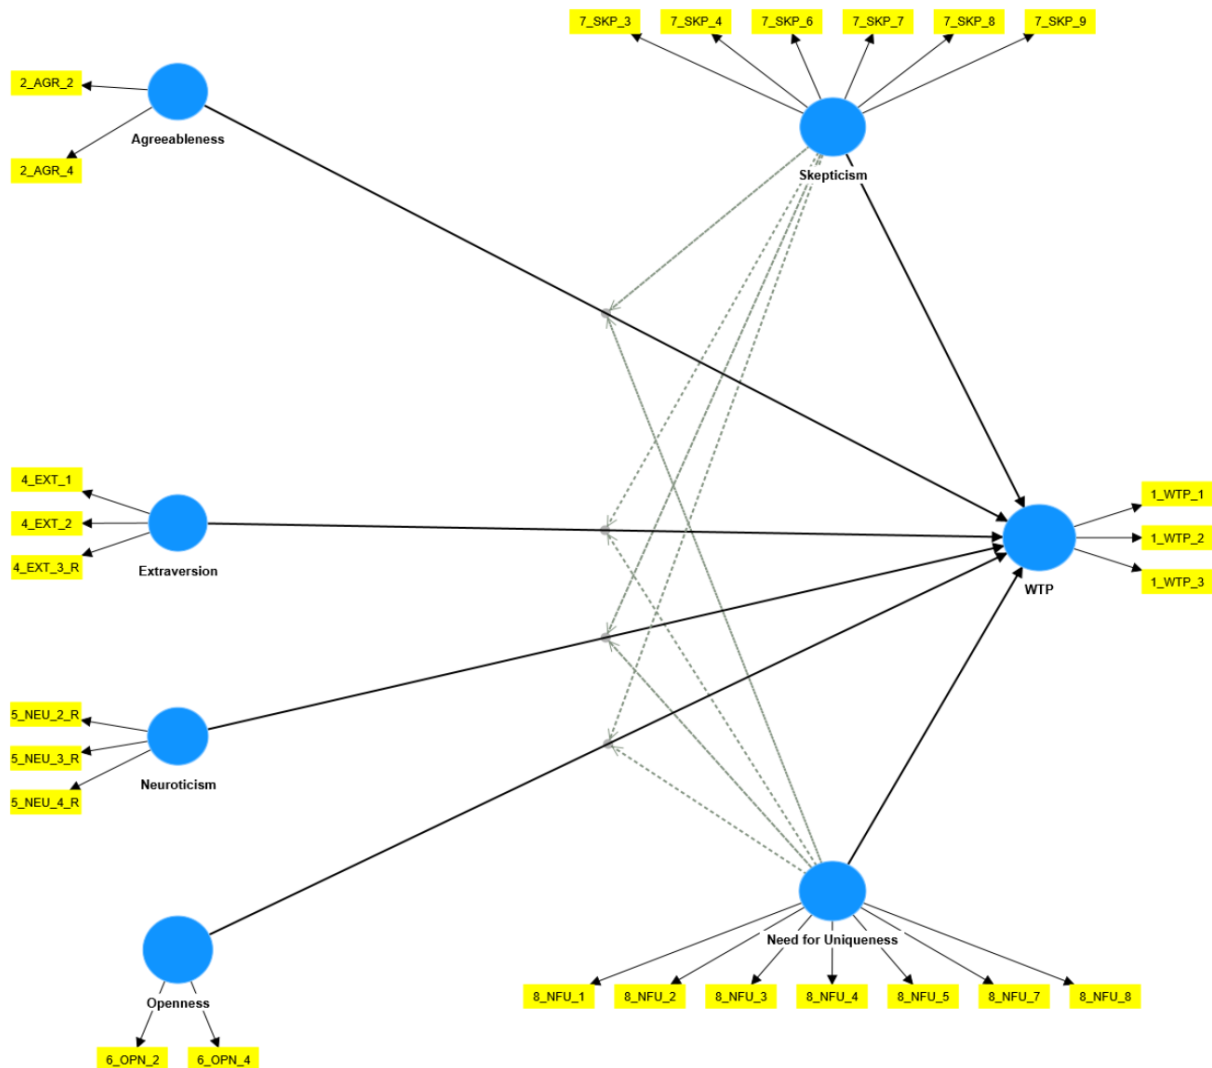 7_SKP_3
7_SKP_4
7_SKP_6
7_SKP_7
7_SKP_8
7_SKP_9
2_AGR_2
Agreeableness
2_AGR_4
Skepticism
4_EXT_1
4_EXT_2
4_EXT_3_R
Extraversion
1_WTP_1
1_WTP_2
1_WTP_3
WTP
5_NEU_2_R
5_NEU_3_R
5_NEU_4_R
Neuroticism
Need for Uniqueness
8_NFU_1
8_NFU_2
8_NFU_3
8_NFU_4
8_NFU_5
8_NFU_7
8_NFU_8
Openness
6_OPN_2
6_OPN_4